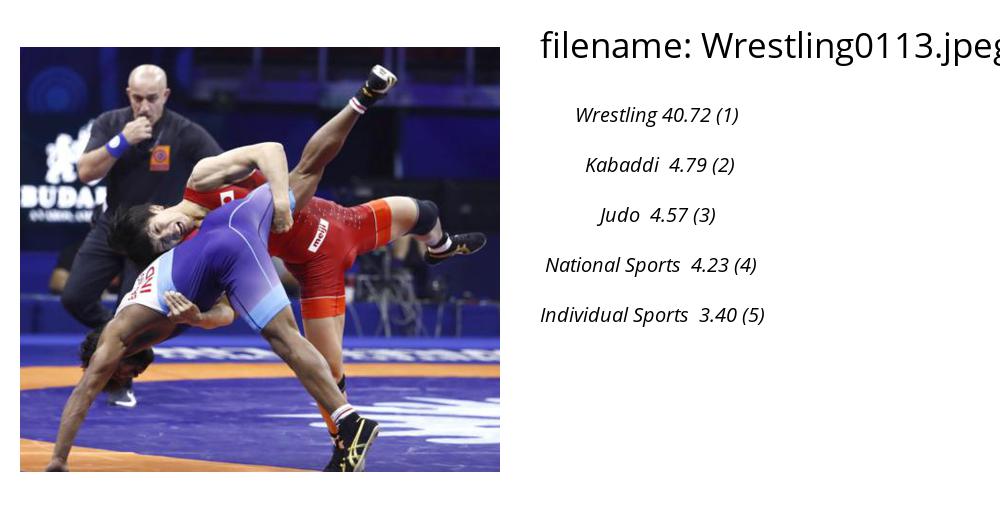 filename: Wrestling0113.jpeg
Wrestling 40.72 (1)
Kabaddi 4.79 (2)
Judo 4.57 (3)
National Sports 4.23 (4)
Individual Sports 3.40 (5)
BUDA
meiji